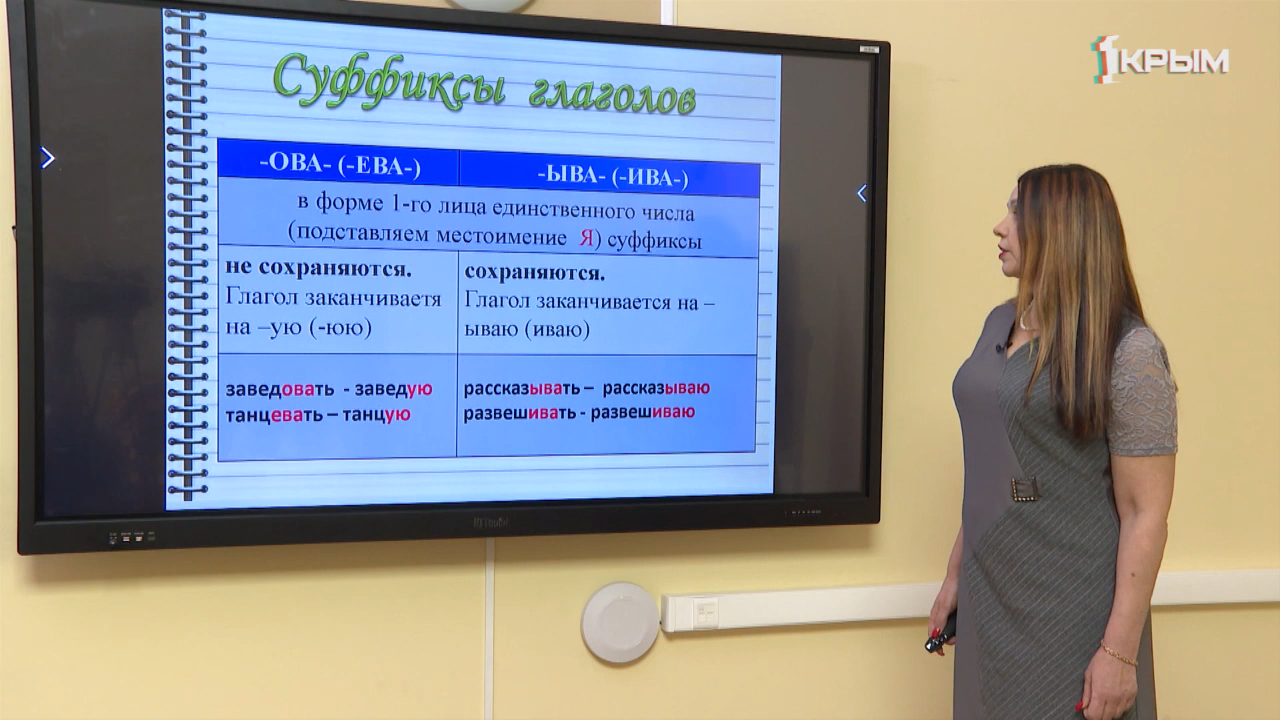 1КРЫМ
Суффиксы глаголов
-ОВА- (-ЕВА-)
-ЫВА- (-ИВА-)
в форме 1-го лица единственного числа
(подставляем местоимение Я) суффиксы
не сохраняются.
Глагол заканчиваетя
на –ую (-юю)
сохраняются.
Глагол заканчивается на –
ываю (иваю)
заведовать - заведую
танцевать – танцую
рассказывать – рассказываю
развешивать - развешиваю